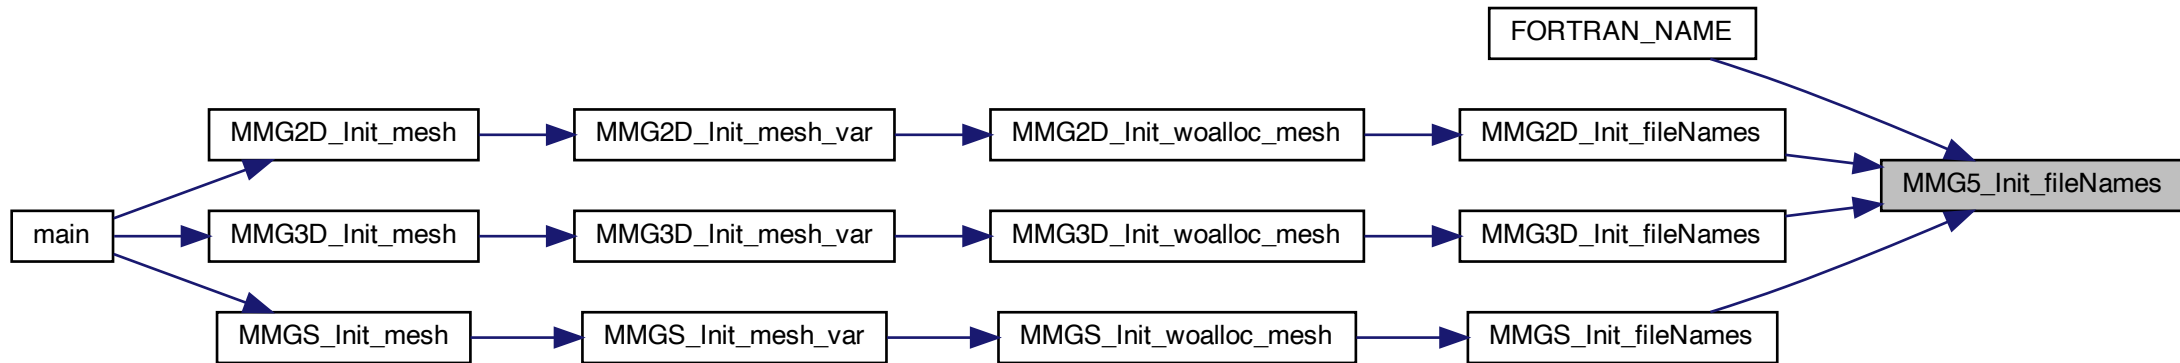 FORTRAN_NAME
MMG2D_Init_mesh MMG2D_Init_mesh_var MMG2D_Init_woalloc_mesh MMG2D_Init_fileNames
MMG5_Init_fileNames
main MMG3D_Init_mesh MMG3D_Init_mesh_var MMG3D_Init_woalloc_mesh MMG3D_Init_fileNames
MMGS_Init_mesh MMGS_Init_mesh_var MMGS_Init_woalloc_mesh MMGS_Init_fileNames